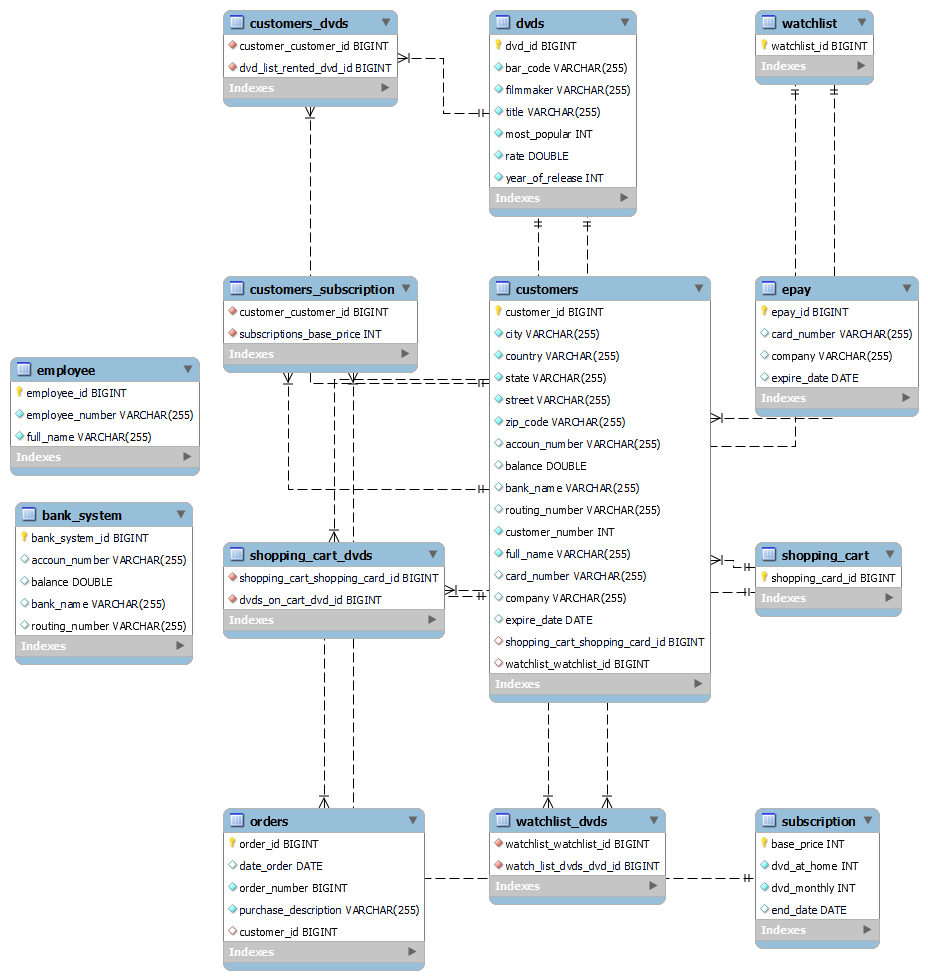 customers_dvds
customer_customer_id BIGINT
dvd_list_rented_dvd_id BIGINT
Indexes
dvds
dvd_id BIGINT
bar_code VARCHAR(255)
filmmaker VARCHAR(255)
title VARCHAR(255)
most_popular INT
rate DOUBLE
year_of_release INT
Indexes
watchlist
watchlist_id BIGINT
Indexes
customers_subscription
customer_customer_id BIGINT
subscriptions_base_price INT
Indexes
customers
customer_id BIGINT
city VARCHAR(255)
country VARCHAR(255)
state VARCHAR(255)
street VARCHAR(255)
zip_code VARCHAR(255)
accoun_number VARCHAR(255)
balance DOUBLE
bank_name VARCHAR(255)
routing_number VARCHAR(255)
customer_number INT
full_name VARCHAR(255)
card_number VARCHAR(255)
company VARCHAR(255)
expire_date DATE
shopping_cart_shopping_card_id BIGINT
watchlist_watchlist_id BIGINT
Indexes
epay
epay_id BIGINT
card_number VARCHAR(255)
company VARCHAR(255)
expire_date DATE
Indexes
employee
employee_id BIGINT
employee_number VARCHAR(255)
full_name VARCHAR(255)
Indexes
bank_system
bank_system_id BIGINT
accoun_number VARCHAR(255)
balance DOUBLE
bank_name VARCHAR(255)
routing_number VARCHAR(255)
Indexes
shopping_cart_dvds
shopping_cart_shopping_card_id BIGINT
dvds_on_cart_dvd_id BIGINT
Indexes
shopping_cart
shopping_card_id BIGINT
Indexes
orders
order_id BIGINT
date_order DATE
order_number BIGINT
purchase_description VARCHAR(255)
customer_id BIGINT
Indexes
watchlist_dvds
watchlist_watchlist_id BIGINT
watch_list_dvds_dvd_id BIGINT
Indexes
subscription
base_price INT
dvd_at_home INT
dvd_monthly INT
end_date DATE
Indexes